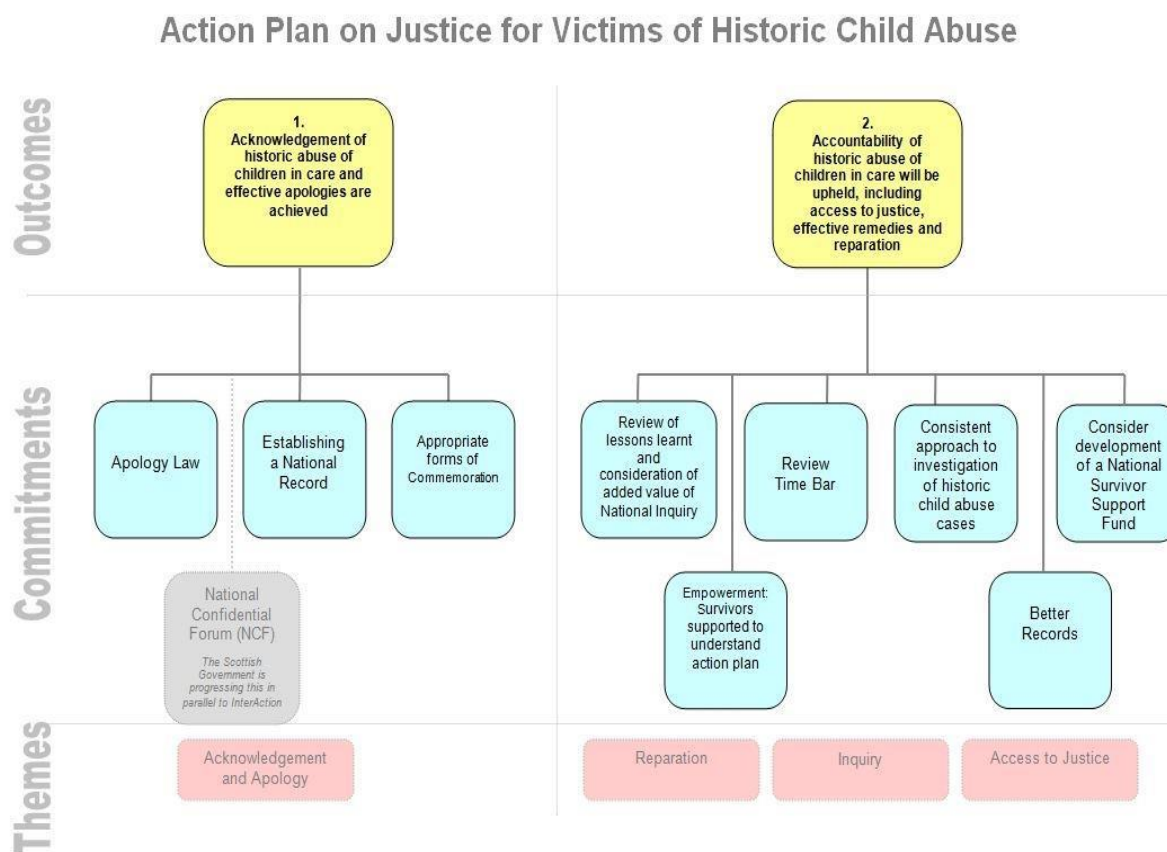 Action Plan on Justice for Victims of Historic Child Abuse
Outcomes
1.
Acknowledgement of
historic abuse of
children in care and
effective apologies are
achieved
2.
Accountability of
historic abuse of
children in care will be
upheld, including
access to justice,
effective remedies and
reparation
Commitments
Apology Law
Establishing
a National
Record
Appropriate
forms of
Commemoration
National
Confidential
Forum (NCF)
The Scottish
Government is
progressing this in
parallel to InterAction
Review of
lessons learnt
and
consideration of
added value of
National Inquiry
Review
Time Bar
Consistent
approach to
investigation
of historic
child abuse
cases
Consider
development
of a National
Survivor
Support
Fund
Empowerment:
Survivors
supported to
understand
action plan
Better
Records
Themes
Acknowledgement
and Apology
Reparation
Inquiry
Access to Justice